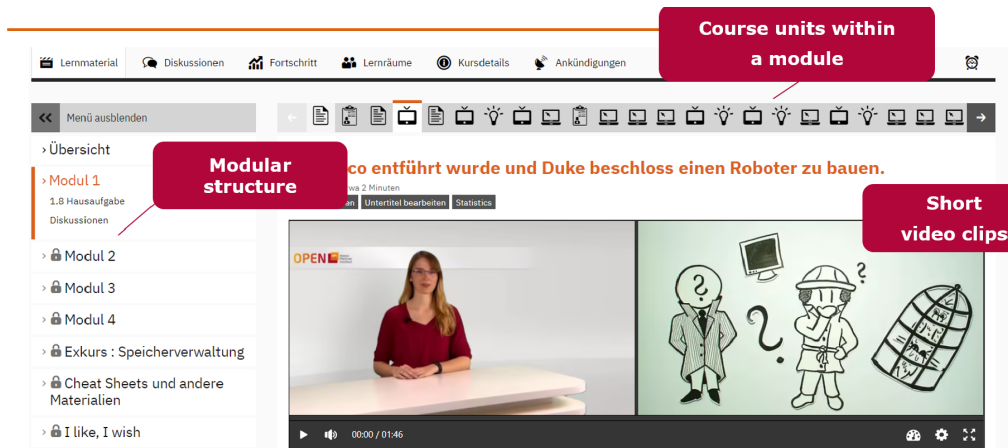 Course units within
a module
Lernmaterial Diskussionen Fortschritt Lernräume Kursdetails Ankündigungen
Menü ausblenden
Übersicht
Modular
structure
Modul 1
1.8 Hausaufgabe
Diskussionen
Modul 2
Modul 3
Modul 4
Exkurs : Speicherverwaltung
Cheat Sheets und andere
Materialien
I like, I wish
co entführt wurde und Duke beschloss einen Roboter zu bauen.
wa 2 Minuten
en Untertitel bearbeiten Statistics
Short
video clips
OPEN
? ? ? ? ?
00:00 / 01:46